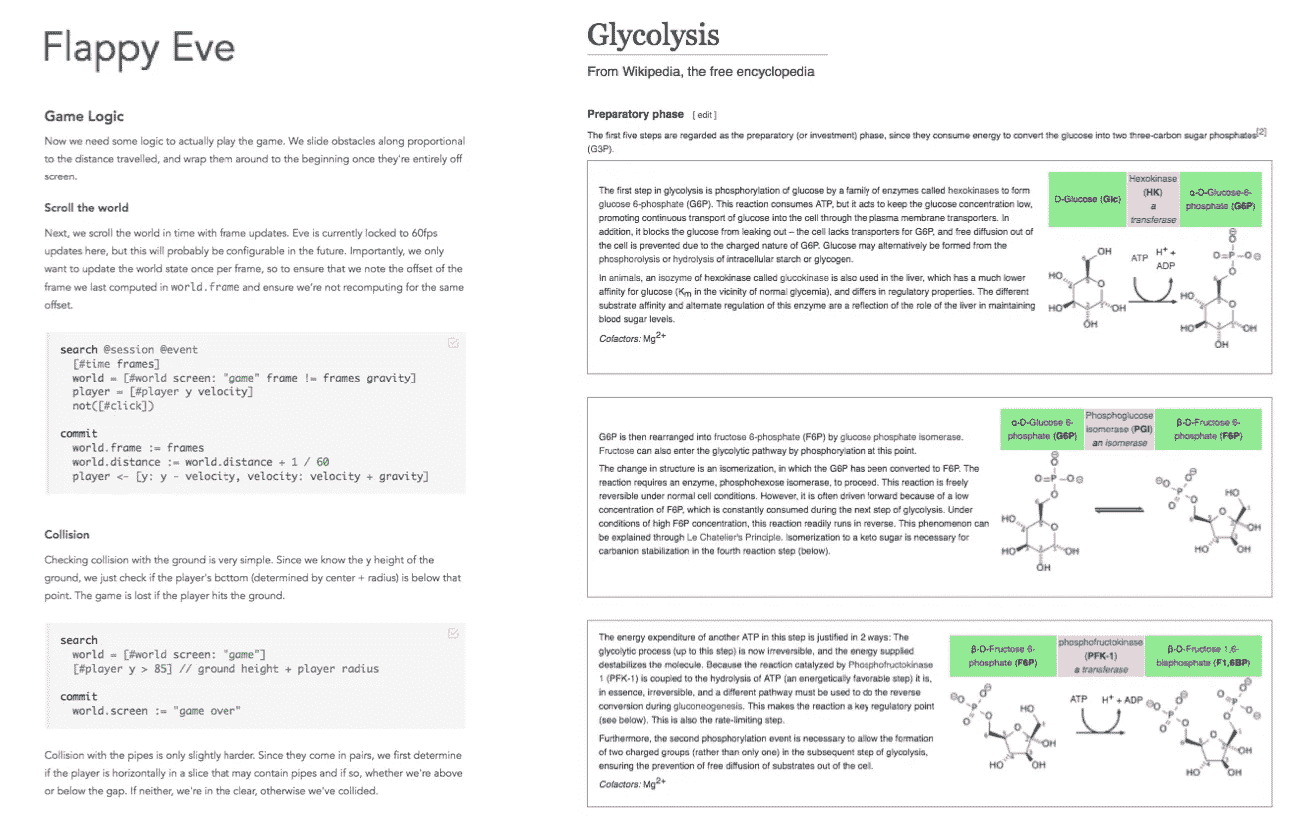 Flappy Eve
Game Logic
Now we need some logic to actually play the game. We slide obstacles along proportional
to the distance travelled, and wrap them around to the beginning once they're entirely off
screen.
Scroll the world
Next, we scroll the world in time with frame updates. Eve is currently locked to 60fps
updates here, but this will probably be configurable in the future. Importantly, we only
want to update the world state once per frame, so to ensure that we note the offset of the
frame we last computed in world.frame and ensure we're not recomputing for the same
offset.
search @session @event
[#time frames]
world = [#world screen: "game" frame != frames gravity]
player = [#player y velocity]
not([#click])
commit
world.frame := frames
world.distance := world.distance + 1 / 60
player <- [y: y - velocity, velocity: velocity + gravity]
Collision
Checking collision with the ground is very simple. Since we know the y height of the
ground, we just check if the player's bottom (determined by center + radius) is below that
point. The game is lost if the player hits the ground.
search
world = [#world screen: "game"]
[#player y > 85] // ground height + player radius
commit
world.screen := "game over"
Collision with the pipes is only slightly harder. Since they come in pairs, we first determine
if the player is horizontally in a slice that may contain pipes and if so, whether we're above
or below the gap. If neither, we're in the clear, otherwise we've collided.
Glycolysis
From Wikipedia, the free encyclopedia
Preparatory phase [ edit ]
The first five steps are regarded as the preparatory (or investment) phase, since they consume energy to convert the glucose into two three-carbon sugar phosphates[2]
(G3P).
The first step in glycolysis is phosphorylation of glucose by a family of enzymes called hexokinases to form
glucose 6-phosphate (G6P). This reaction consumes ATP, but it acts to keep the glucose concentration low,
promoting continuous transport of glucose into the cell through the plasma membrane transporters. In
addition, it blocks the glucose from leaking out – the cell lacks transporters for G6P, and free diffusion out of
the cell is prevented due to the charged nature of G6P. Glucose may alternatively be formed from the
phosphorolysis or hydrolysis of intracellular starch or glycogen.
In animals, an isozyme of hexokinase called glucokinase is also used in the liver, which has a much lower
affinity for glucose (Km in the vicinity of normal glycemia), and differs in regulatory properties. The different
substrate affinity and alternate regulation of this enzyme are a reflection of the role of the liver in maintaining
blood sugar levels.
Cofactors: Mg2+
D-Glucose (Glc)
Hexokinase
(HK)
a
transferase
α-D-Glucose-6-
phosphate (G6P)
ATP
H+ +
ADP
G6P is then rearranged into fructose 6-phosphate (F6P) by glucose phosphate isomerase.
Fructose can also enter the glycolytic pathway by phosphorylation at this point.
The change in structure is an isomerization, in which the G6P has been converted to F6P. The
reaction requires an enzyme, phosphohexose isomerase, to proceed. This reaction is freely
reversible under normal cell conditions. However, it is often driven forward because of a low
concentration of F6P, which is constantly consumed during the next step of glycolysis. Under
conditions of high F6P concentration, this reaction readily runs in reverse. This phenomenon can
be explained through Le Chatelier's Principle. Isomerization to a keto sugar is necessary for
carbanion stabilization in the fourth reaction step (below).
α-D-Glucose 6-
phosphate (G6P)
Phosphoglucose
isomerase (PGI)
an isomerase
β-D-Fructose 6-
phosphate (F6P)
The energy expenditure of another ATP in this step is justified in 2 ways: The
glycolytic process (up to this step) is now irreversible, and the energy supplied
destabilizes the molecule. Because the reaction catalyzed by Phosphofructokinase
1 (PFK-1) is coupled to the hydrolysis of ATP (an energetically favorable step) it is,
in essence, irreversible, and a different pathway must be used to do the reverse
conversion during gluconeogenesis. This makes the reaction a key regulatory point
(see below). This is also the rate-limiting step.
Furthermore, the second phosphorylation event is necessary to allow the formation
of two charged groups (rather than only one) in the subsequent step of glycolysis,
ensuring the prevention of free diffusion of substrates out of the cell.
Cofactors: Mg2+
β-D-Fructose 6-
phosphate (F6P)
phosphofructokinase
(PFK-1)
a transferase
β-D-Fructose 1,6-
bisphosphate (F1,6BP)
ATP
H+ + ADP